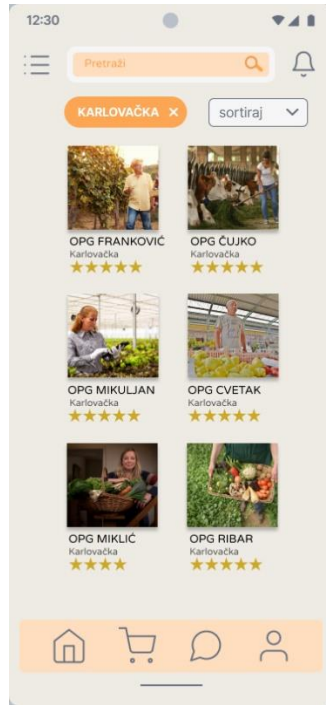 12:30
Pretraži
KARLOVAČKA ×
sortiraj
OPG FRANKOVIĆ
Karlovačka
OPG ČUJKO
Karlovačka
OPG MIKULJAN
Karlovačka
OPG CVETAK
Karlovačka
OPG MIKLIĆ
Karlovačka
OPG RIBAR
Karlovačka